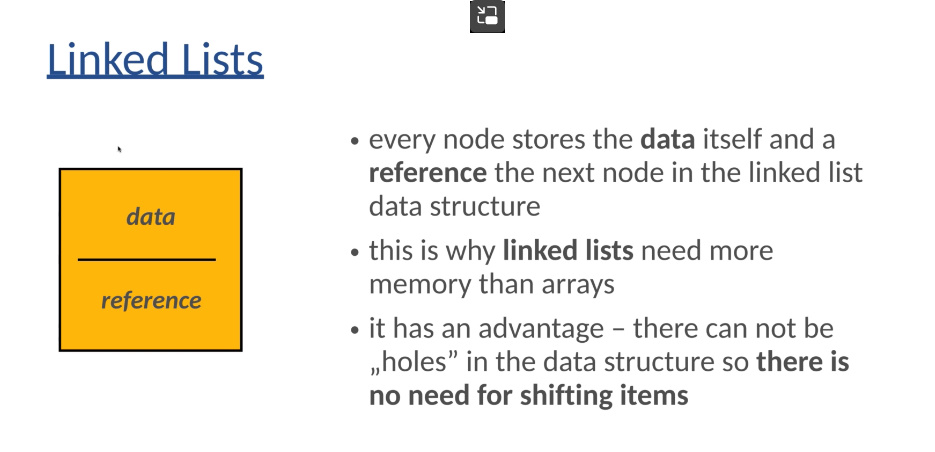 Linked Lists
data
reference
• every node stores the data itself and a
reference the next node in the linked list
data structure
• this is why linked lists need more
memory than arrays
• it has an advantage – there can not be
„holes” in the data structure so there is
no need for shifting items